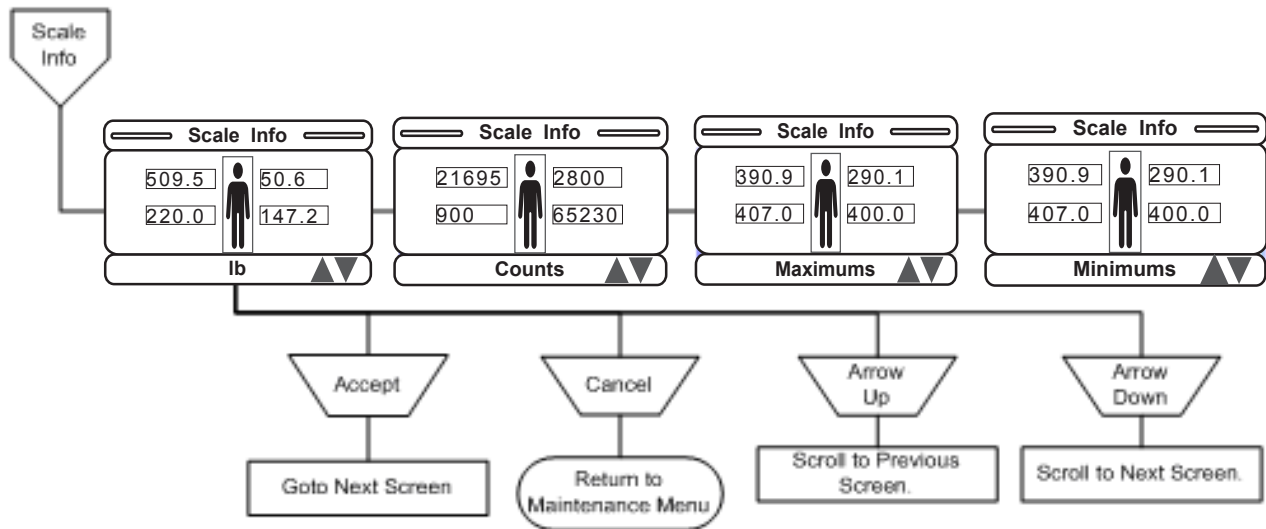 Scale
Info
Scale Info
509.5 50.6
220.0 147.2
lb
Scale Info
21695 2800
900 65230
Counts
Scale Info
390.9 290.1
407.0 400.0
Maximums
Scale Info
390.9 290.1
407.0 400.0
Minimums
Accept
Goto Next Screen
Cancel
Return to
Maintenance Menu
Arrow
Up
Scroll to Previous
Screen.
Arrow
Down
Scroll to Next Screen.